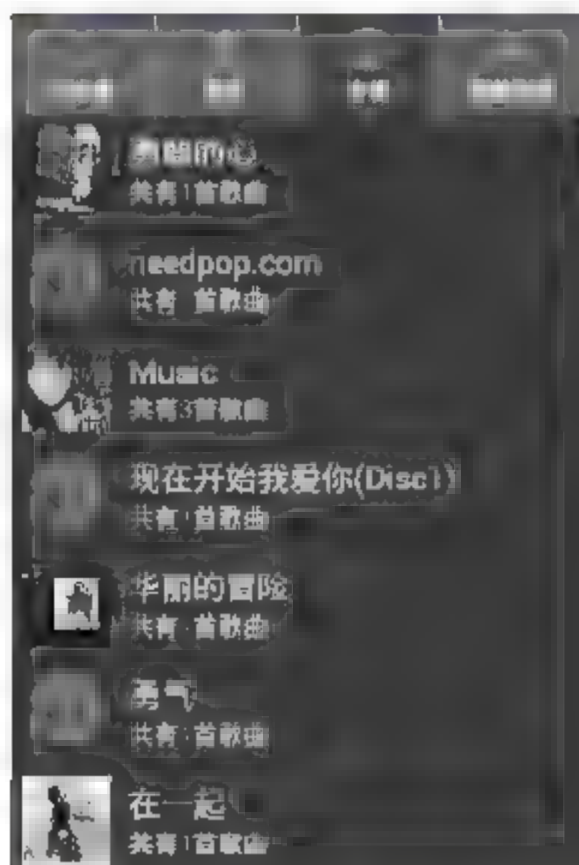 共有1首歌曲
needpop.com
共有 首歌曲
Music
共有3首歌曲
现在开始我爱你(Disc1)
共有1首歌曲
华丽的冒险
共有 首歌曲
勇气
共有 首歌曲
在一起
共有1首歌曲